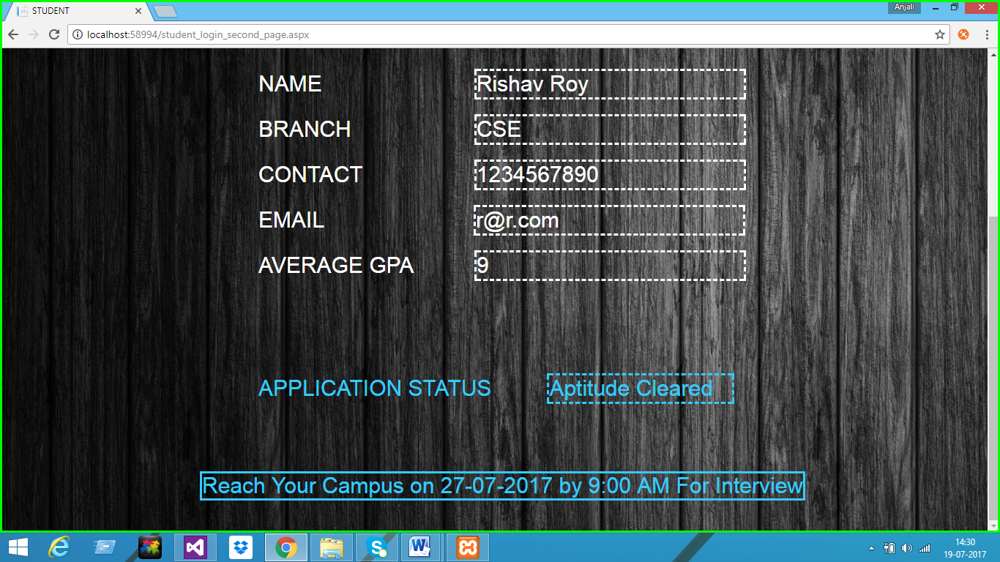 STUDENT
Anjali
localhost:58994/student_login_second_page.aspx
NAME Rishav Roy
BRANCH CSE
CONTACT 1234567890
EMAIL r@r.com
AVERAGE GPA 9
APPLICATION STATUS Aptitude Cleared
Reach Your Campus on 27-07-2017 by 9:00 AM For Interview
14:30
19-07-2017